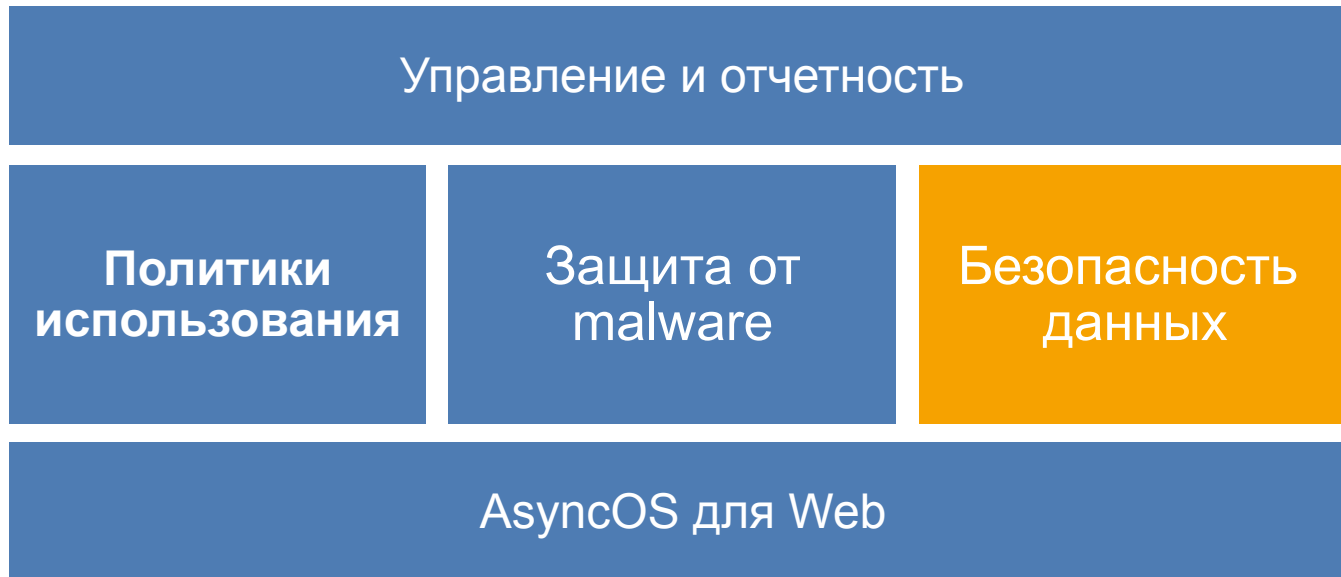 Управление и отчетность
Политики
использования
Защита от
malware
Безопасность
данных
AsyncOS для Web